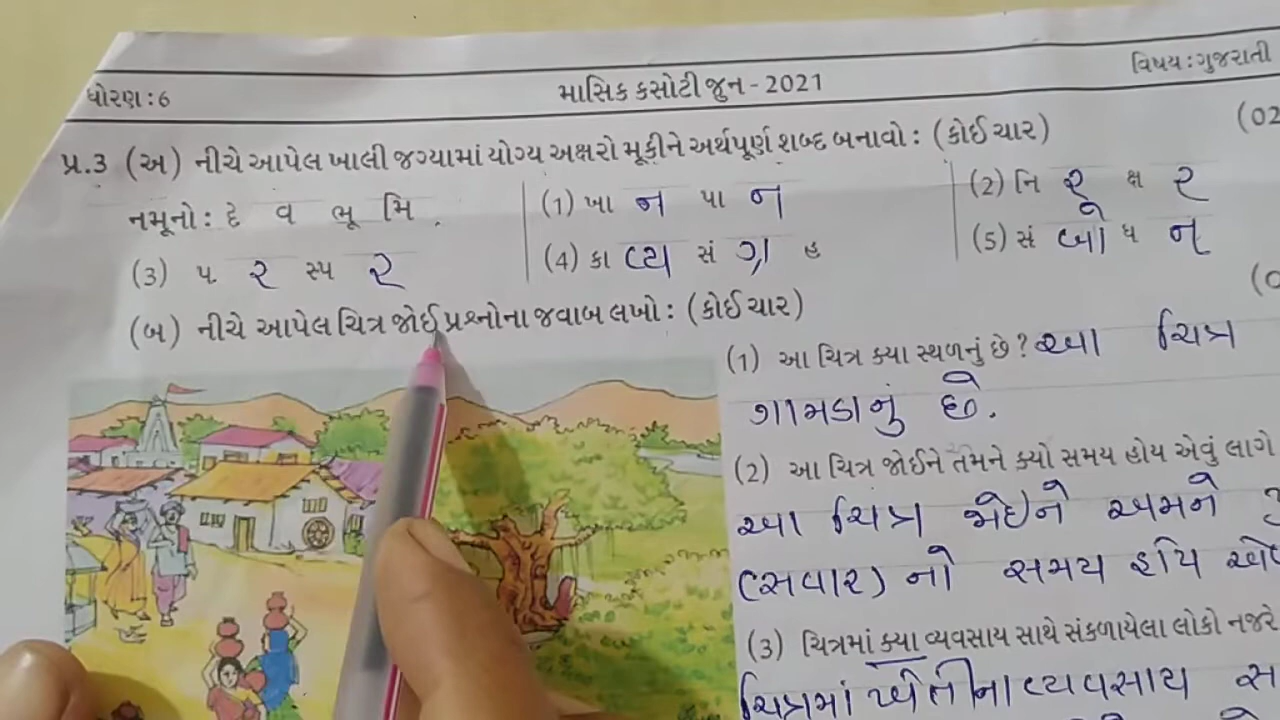 ધોરણ : 6 માસિક કસોટી જુન - 2021 વિષય : ગુજરાતી
પ્ર.3 (અ) નીચે આપેલ ખાલી જગ્યામાં યોગ્ય અક્ષરો મૂકીને અર્થપૂર્ણ શબ્દ બનાવો : (કોઈ ચાર) (02
નમૂનો : દે વ ભૂ મિ . (1) ખા ન પા ન (2) નિ રૂ ક્ષ ર
(3) પ ર સ્પ ર (4) કા વ્ય સં ગ્ર હ (5) સં બો ધ ન
(બ) નીચે આપેલ ચિત્ર જોઈ પ્રશ્નોના જવાબ લખો : (કોઈ ચાર)
(1) આ ચિત્ર ક્યા સ્થળનું છે ? આ ચિત્ર
ગામડાનું છે.
(2) આ ચિત્ર જોઈને તમને ક્યો સમય હોય એવું લાગે
આ ચિત્ર જોઈને અમને
(સવાર) નો સમય
(3) ચિત્રમાં ક્યા વ્યવસાય સાથે સંકળાયેલા લોકો નજરે
ચિત્રમાં ખેતીના વ્યવસાય સ